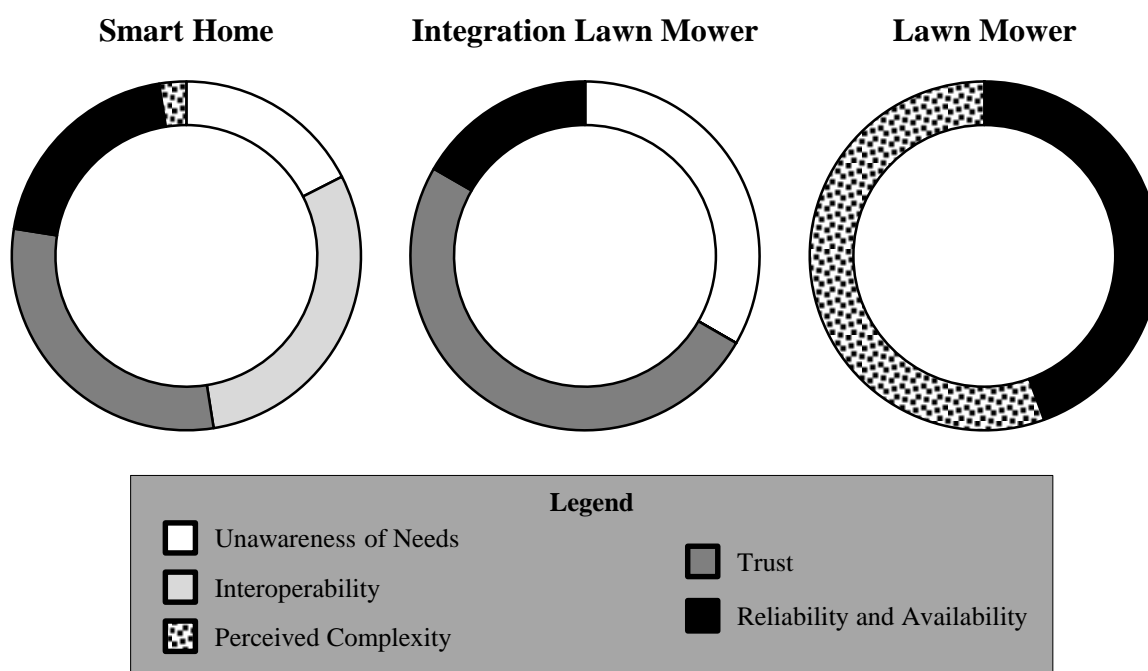 Smart Home
Integration Lawn Mower
Lawn Mower
Legend
Unawareness of Needs
Interoperability
Perceived Complexity
Trust
Reliability and Availability